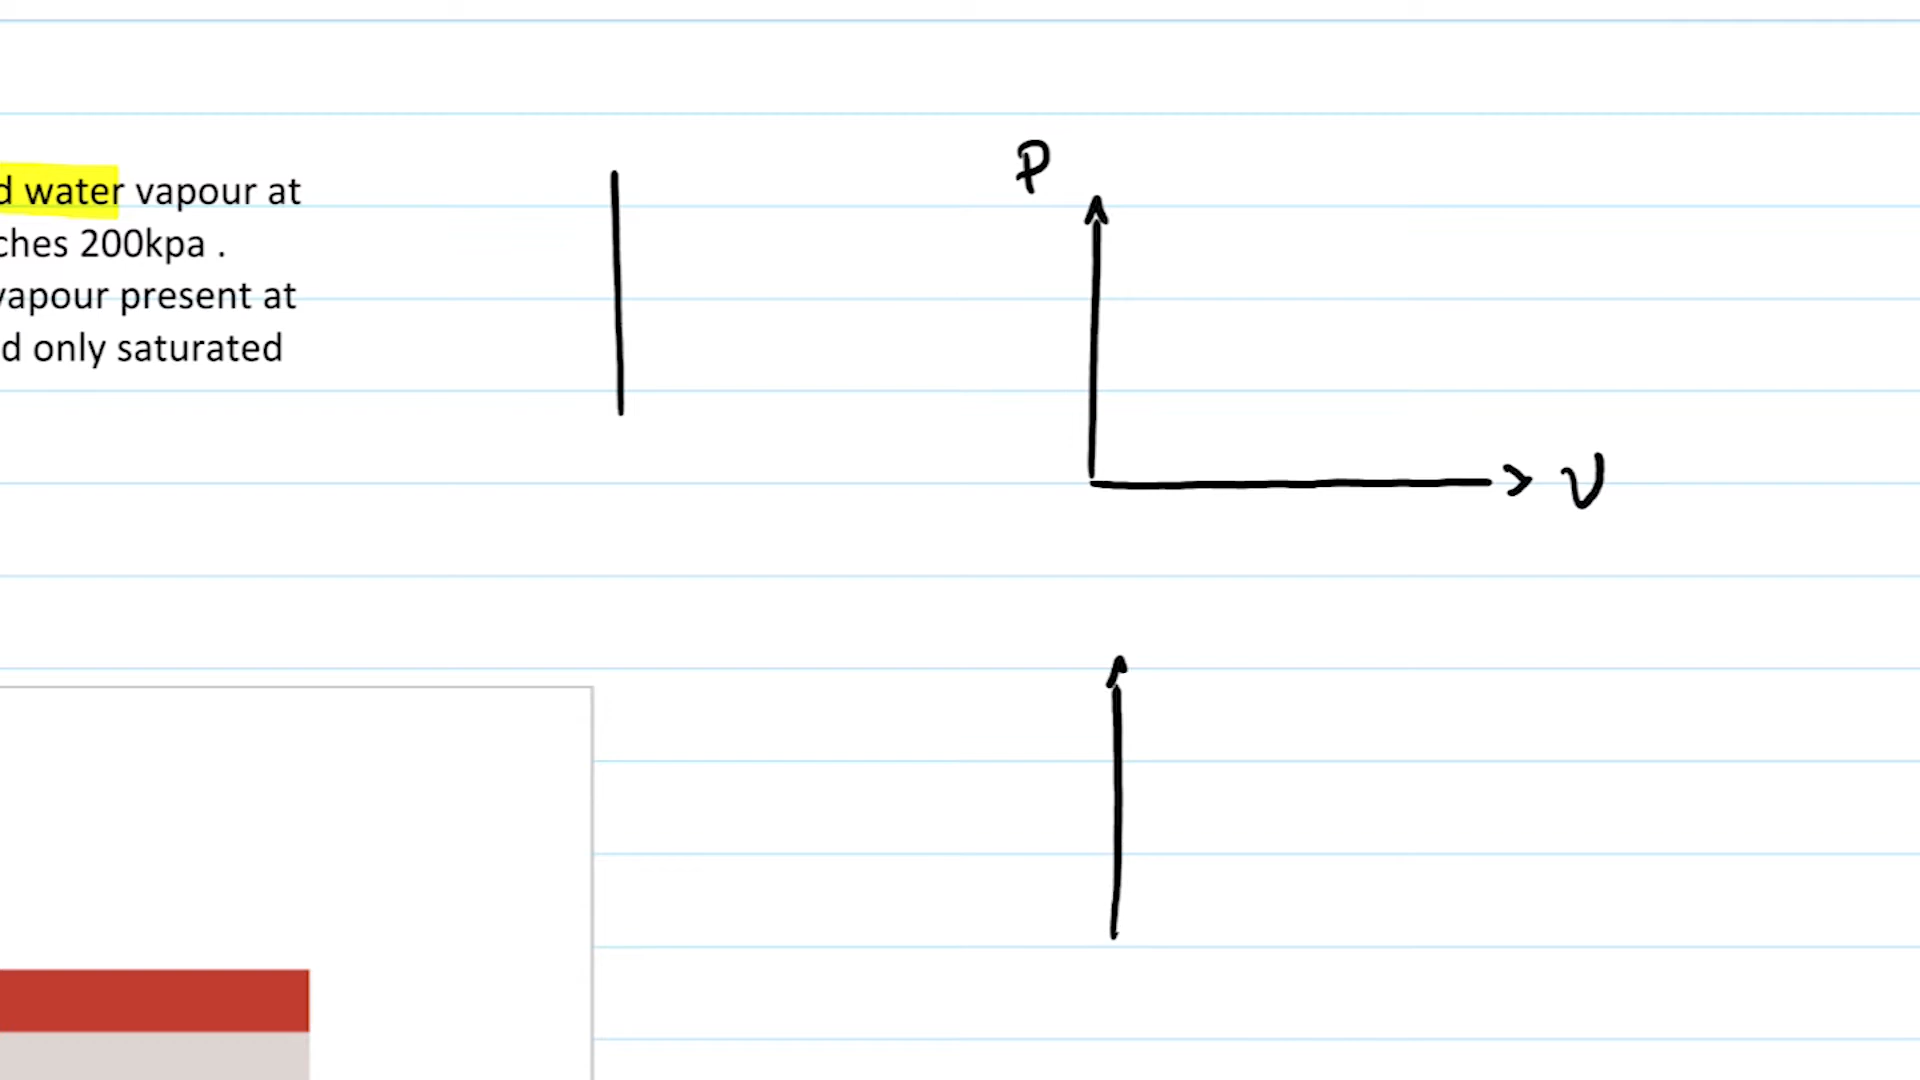 d water vapour at
ches 200kpa .
vapour present at
d only saturated
P
v